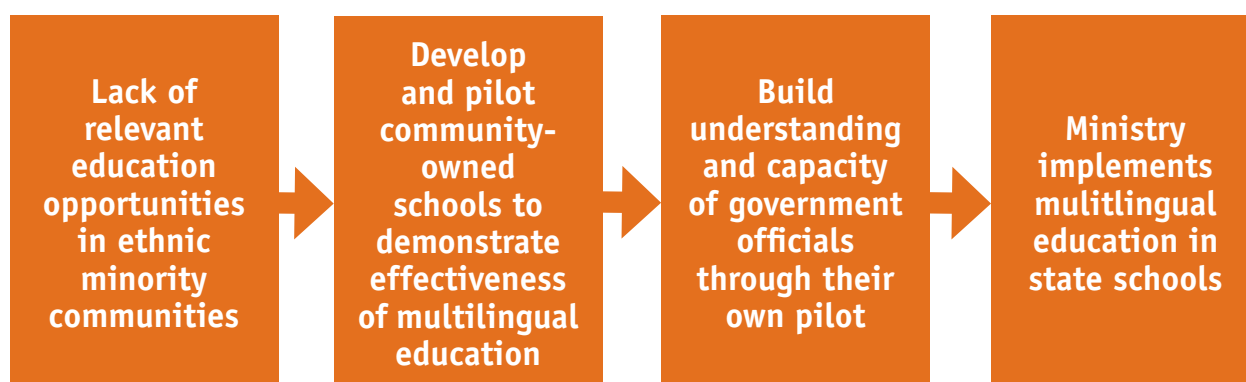 Lack of
relevant
education
opportunities
in ethnic
minority
communities
Develop
and pilot
community-
owned
schools to
demonstrate
effectiveness
of multilingual
education
Build
understanding
and capacity
of government
officials
through their
own pilot
Ministry
implements
mulitlingual
education in
state schools